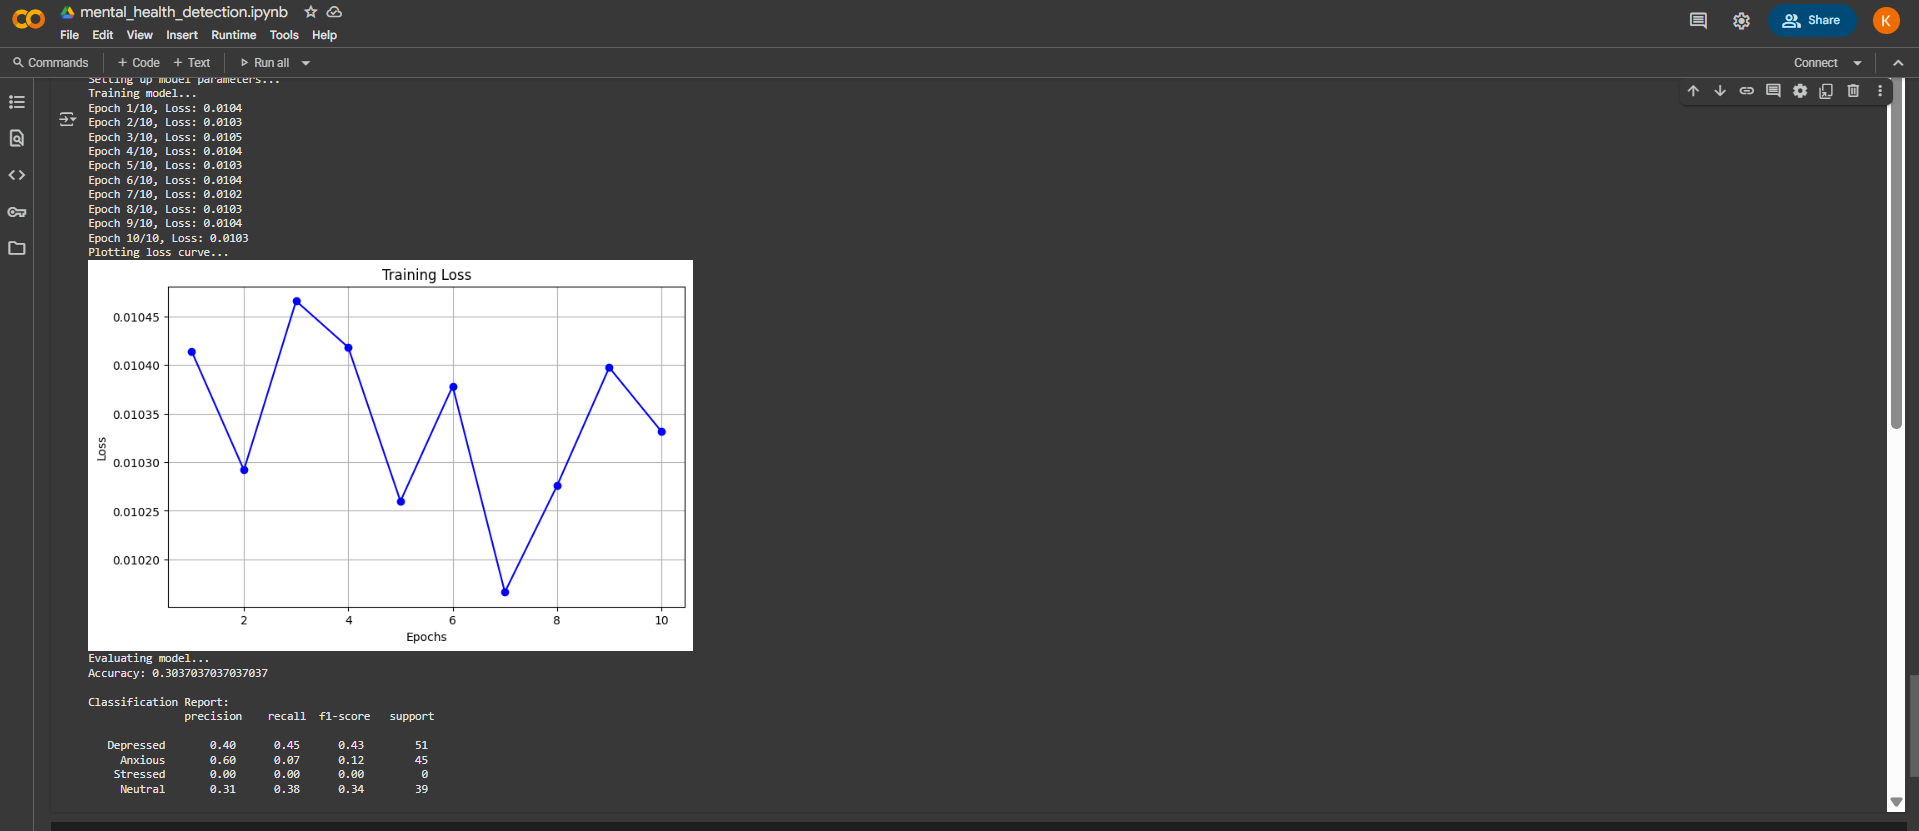 CO mental_health_detection.ipynb
File Edit View Insert Runtime Tools Help
Share
K
Commands + Code + Text Run all
Connect
Setting up model parameters...
Training model...
Epoch 1/10, Loss: 0.0104
Epoch 2/10, Loss: 0.0103
Epoch 3/10, Loss: 0.0105
Epoch 4/10, Loss: 0.0104
Epoch 5/10, Loss: 0.0103
Epoch 6/10, Loss: 0.0104
Epoch 7/10, Loss: 0.0102
Epoch 8/10, Loss: 0.0103
Epoch 9/10, Loss: 0.0104
Epoch 10/10, Loss: 0.0103
Plotting loss curve...
Training Loss
0.01045
0.01040
0.01035
0.01030
0.01025
0.01020
Loss
2 4 6 8 10
Epochs
Evaluating model...
Accuracy: 0.3037037037037037
Classification Report:
precision recall f1-score support
Depressed 0.40 0.45 0.43 51
Anxious 0.60 0.07 0.12 45
Stressed 0.00 0.00 0.00 0
Neutral 0.31 0.38 0.34 39